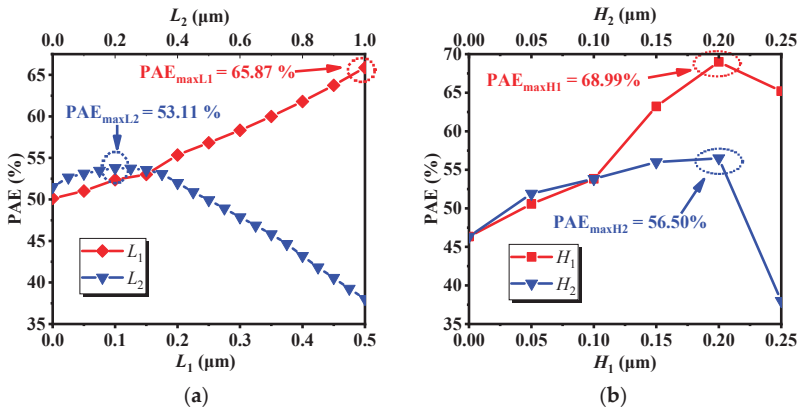 L₂ (μm)
0.0 0.2 0.4 0.6 0.8 1.0
65
60
55
50
45
40
35
PAE (%)
PAEmaxL1 = 65.87 %
PAEmaxL2 = 53.11 %
L₁
L₂
0.0 0.1 0.2 0.3 0.4 0.5
L₁ (μm)
(a)
H₂ (μm)
0.00 0.05 0.10 0.15 0.20 0.25
70
65
60
55
50
45
40
35
PAE (%)
PAEmaxH1 = 68.99%
PAEmaxH2 = 56.50%
H₁
H₂
0.00 0.05 0.10 0.15 0.20 0.25
H₁ (μm)
(b)